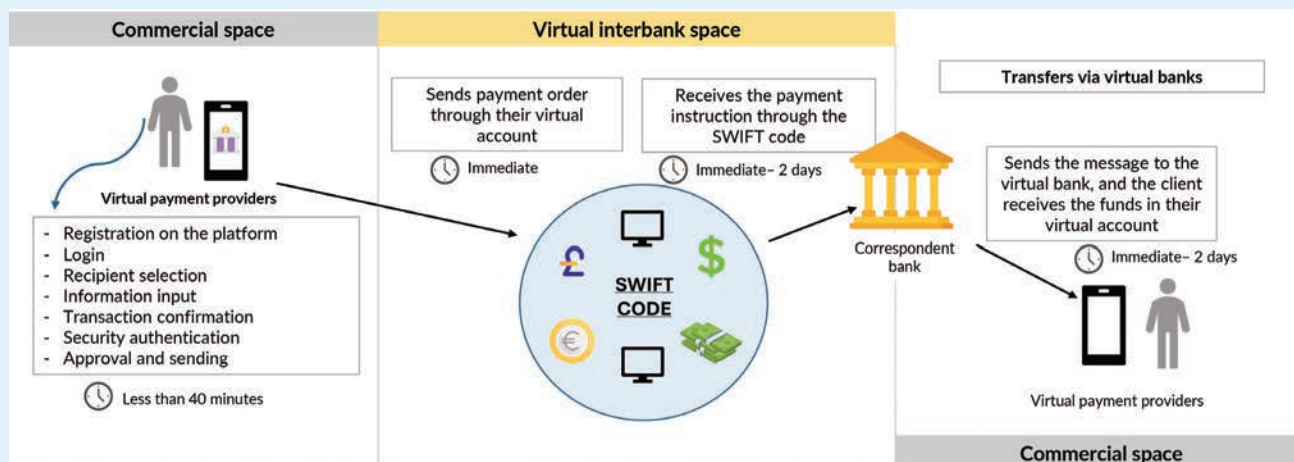 Commercial space
Virtual payment providers
- Registration on the platform
- Login
- Recipient selection
- Information input
- Transaction confirmation
- Security authentication
- Approval and sending
Less than 40 minutes
Virtual interbank space
Sends payment order
through their virtual
account
Immediate
Receives the payment
instruction through the
SWIFT code
Immediate– 2 days
£
$
SWIFT
CODE
€
Correspondent
bank
Transfers via virtual banks
Sends the message to the
virtual bank, and the client
receives the funds in their
virtual account
Immediate– 2 days
Virtual payment providers
Commercial space